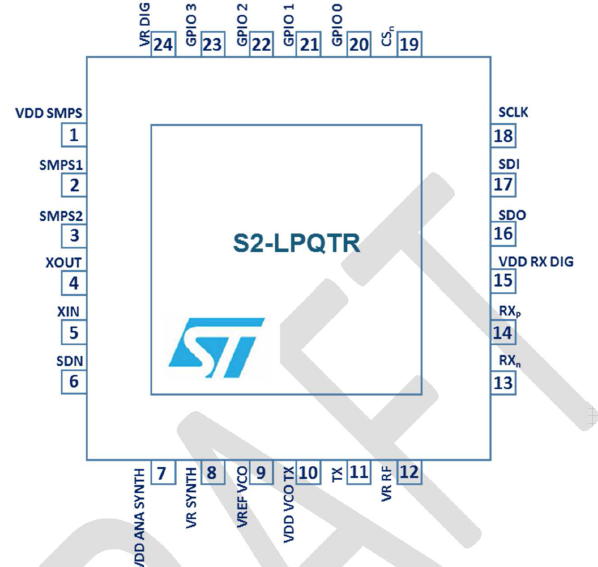 VR DIG
GPIO 3
GPIO 2
GPIO 1
GPIO 0
CSn
24
23
22
21
20
19
VDD SMPS
1
SMPS1
2
SMPS2
3
XOUT
4
XIN
5
SDN
6
SCLK
18
SDI
17
SDO
16
VDD RX DIG
15
RXP
14
RXn
13
S2-LPQTR
ST
7
8
9
10
11
12
VDD ANA SYNTH
VR SYNTH
VREF VCO
VDD VCO TX
TX
VR RF
DRAFT